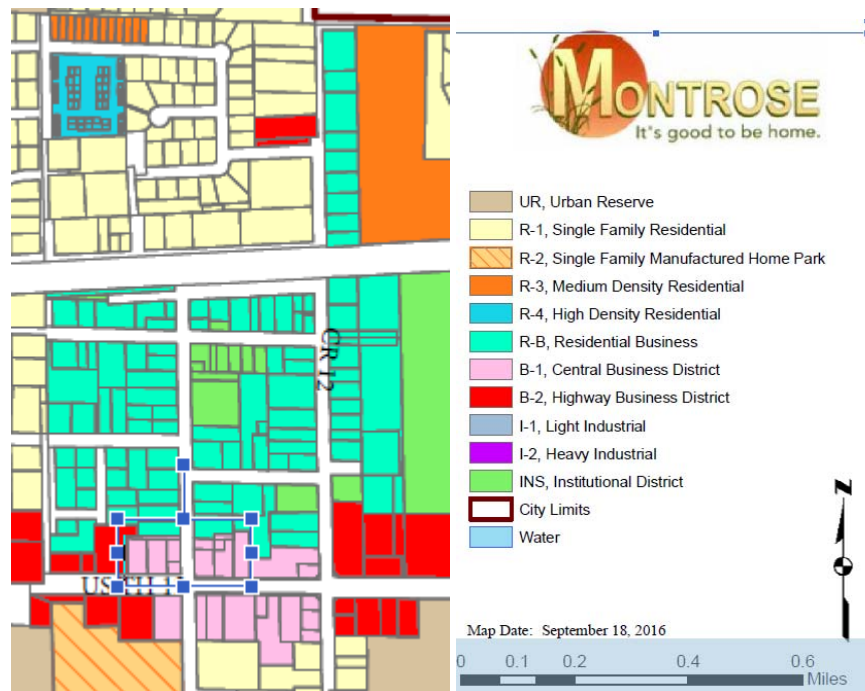 CR 12
US TH 1
MONTROSE
It's good to be home.
UR, Urban Reserve
R-1, Single Family Residential
R-2, Single Family Manufactured Home Park
R-3, Medium Density Residential
R-4, High Density Residential
R-B, Residential Business
B-1, Central Business District
B-2, Highway Business District
I-1, Light Industrial
I-2, Heavy Industrial
INS, Institutional District
City Limits
Water
N
Map Date: September 18, 2016
0 0.1 0.2 0.4 0.6
Miles